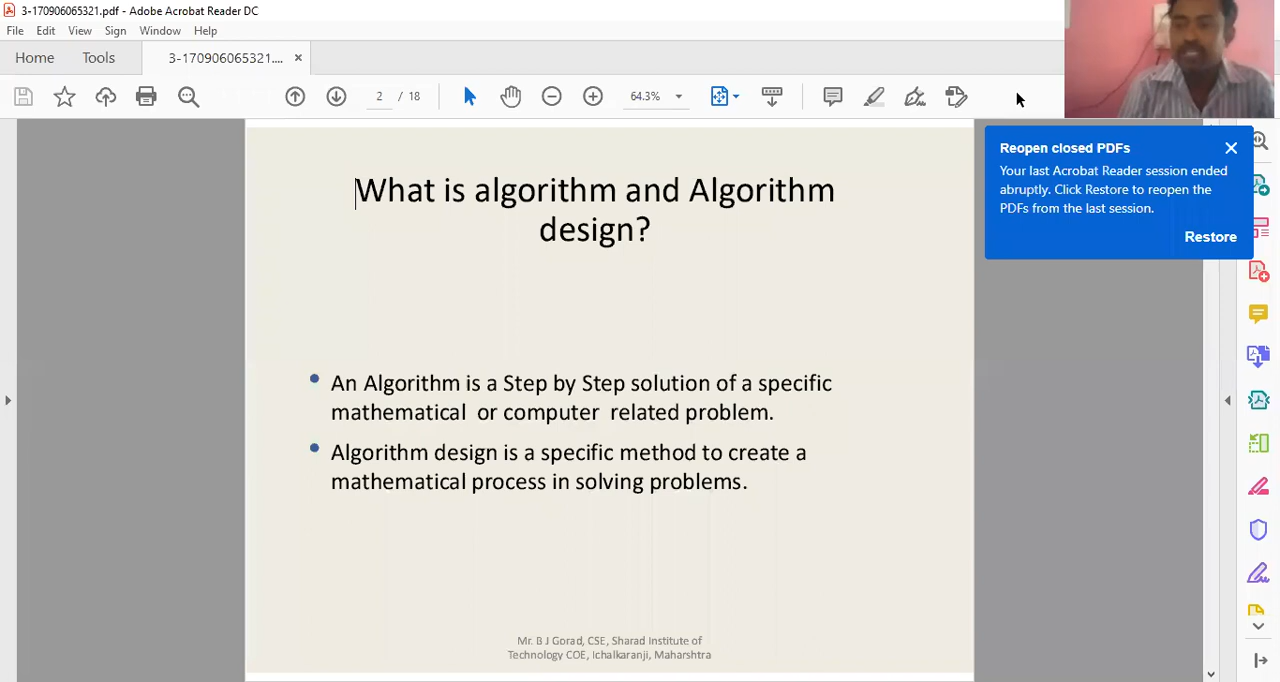 3-170906065321.pdf - Adobe Acrobat Reader DC
File Edit View Sign Window Help
Home Tools 3-170906065321.... ×
2 / 18 64.3%
Reopen closed PDFs
Your last Acrobat Reader session ended
abruptly. Click Restore to reopen the
PDFs from the last session.
Restore
What is algorithm and Algorithm
design?
• An Algorithm is a Step by Step solution of a specific
mathematical or computer related problem.
• Algorithm design is a specific method to create a
mathematical process in solving problems.
Mr. B J Gorad, CSE, Sharad Institute of
Technology COE, Ichalkaranji, Maharshtra